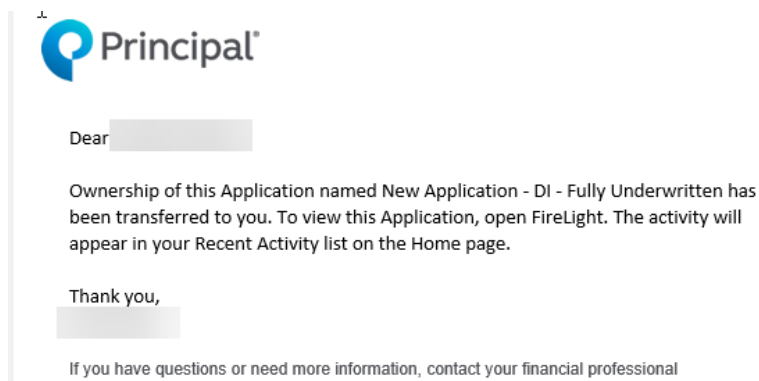 Principal®
Dear
Ownership of this Application named New Application - DI - Fully Underwritten has
been transferred to you. To view this Application, open FireLight. The activity will
appear in your Recent Activity list on the Home page.
Thank you,
If you have questions or need more information, contact your financial professional